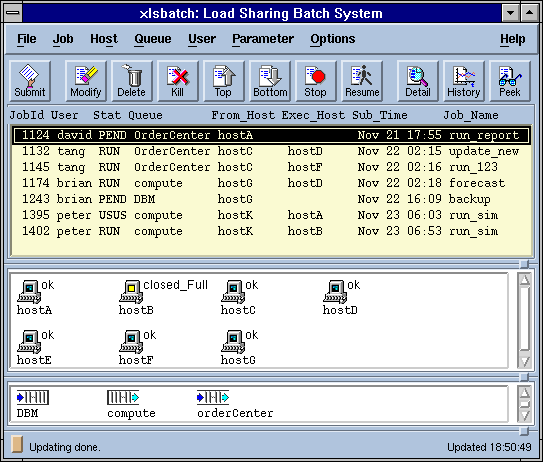 xlsbatch: Load Sharing Batch System
File Job Host Queue User Parameter Options Help
Submit Modify Delete Kill Top Bottom Stop Resume Detail History Peek
JobId User Stat Queue From_Host Exec_Host Sub_Time Job_Name
1124 david PEND OrderCenter hostA Nov 21 17:55 run_report
1132 tang RUN OrderCenter hostC hostD Nov 22 02:15 update_new
1145 tang RUN OrderCenter hostC hostF Nov 22 02:16 run_123
1174 brian RUN compute hostG hostD Nov 22 02:18 forecast
1243 brian PEND DBM hostG Nov 22 16:09 backup
1395 peter USUS compute hostK hostA Nov 23 06:03 run_sim
1402 peter RUN compute hostK hostB Nov 23 06:53 run_sim
ok closed_Full ok ok
hostA hostB hostC hostD
ok ok ok
hostE hostF hostG
DBM compute orderCenter
Updating done. Updated 18:50:49